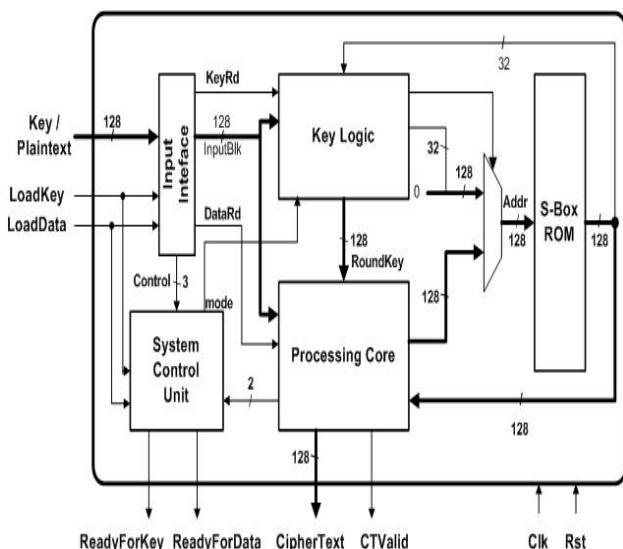 KeyRd
32
Key /
Plaintext
128
Input
Inteface
128
InputBlk
Key Logic
32
0
128
Addr
128
S-Box
ROM
128
LoadKey
LoadData
DataRd
128
RoundKey
Control
3
mode
128
System
Control
Unit
2
Processing Core
128
128
ReadyForKey
ReadyForData
CipherText
CTValid
Clk
Rst